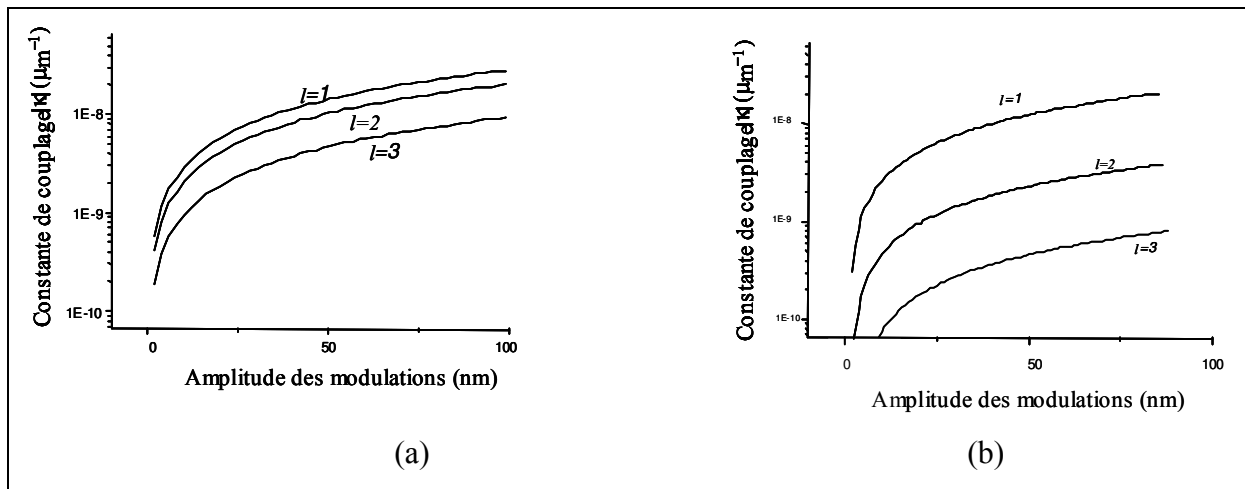 Constante de couplage|κ| (μm⁻¹)
1E-8
1E-9
1E-10
l=1
l=2
l=3
0
50
100
Amplitude des modulations (nm)
(a)
Constante de couplage|κ| (μm⁻¹)
1E-8
1E-9
1E-10
l=1
l=2
l=3
0
50
100
Amplitude des modulations (nm)
(b)